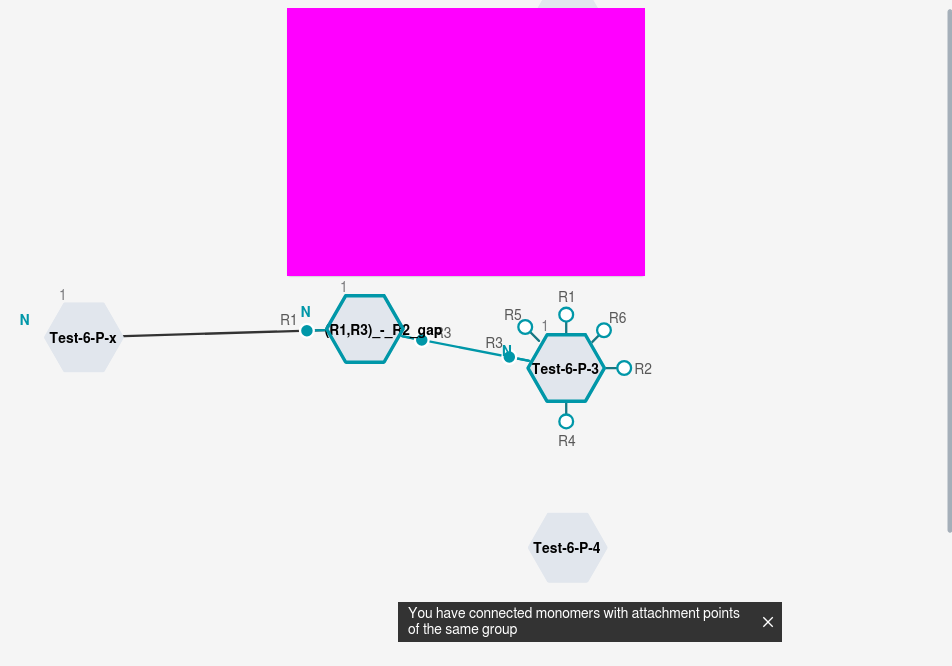 1
N
Test-6-P-x
R1
N
1
(R1,R3)_-_R2_gap
R3
R3
N
R5
1
R1
R6
Test-6-P-3
R2
R4
Test-6-P-4
You have connected monomers with attachment points
of the same group